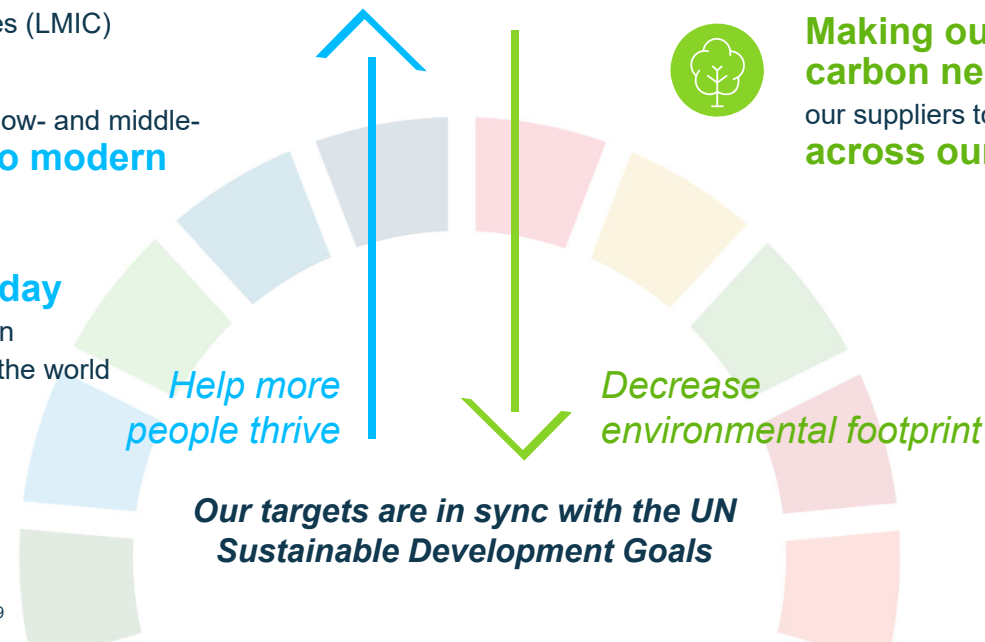 es (LMIC)
ow- and middle-
o modern
day
n
the world
Help more
people thrive
Making ou
carbon ne
our suppliers to
across our
Decrease
environmental footprint
Our targets are in sync with the UN
Sustainable Development Goals
9